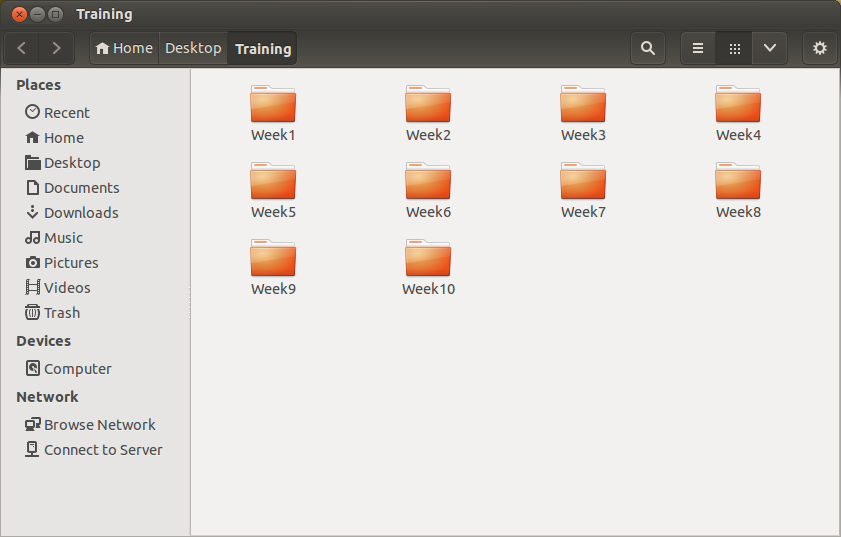 Training
Home Desktop Training
Places
Recent
Home
Desktop
Documents
Downloads
Music
Pictures
Videos
Trash
Devices
Computer
Network
Browse Network
Connect to Server
Week1 Week2 Week3 Week4
Week5 Week6 Week7 Week8
Week9 Week10